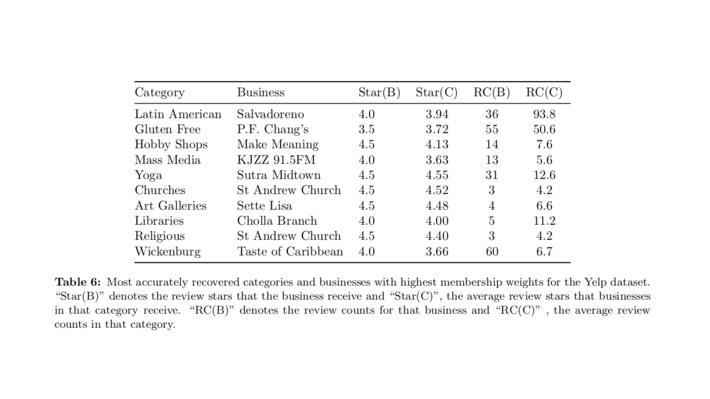 Category Business Star(B) Star(C) RC(B) RC(C)
Latin American Salvadoreno 4.0 3.94 36 93.8
Gluten Free P.F. Chang's 3.5 3.72 55 50.6
Hobby Shops Make Meaning 4.5 4.13 14 7.6
Mass Media KJZZ 91.5FM 4.0 3.63 13 5.6
Yoga Sutra Midtown 4.5 4.55 31 12.6
Churches St Andrew Church 4.5 4.52 3 4.2
Art Galleries Sette Lisa 4.5 4.48 4 6.6
Libraries Cholla Branch 4.0 4.00 5 11.2
Religious St Andrew Church 4.5 4.40 3 4.2
Wickenburg Taste of Caribbean 4.0 3.66 60 6.7
Table 6: Most accurately recovered categories and businesses with highest membership weights for the Yelp dataset.
“Star(B)” denotes the review stars that the business receive and “Star(C)”, the average review stars that businesses
in that category receive. “RC(B)” denotes the review counts for that business and “RC(C)” , the average review
counts in that category.